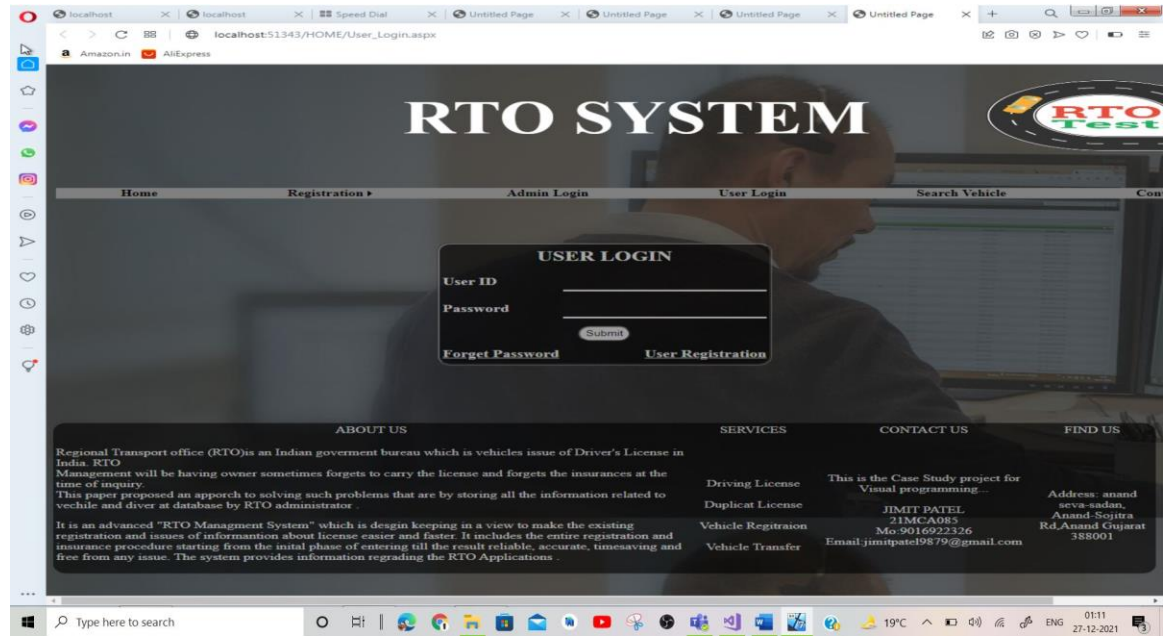 localhost
localhost
Speed Dial
Untitled Page
Untitled Page
Untitled Page
Untitled Page
localhost:51343/HOME/User_Login.aspx
a Amazon.in
AliExpress
RTO SYSTEM
RTO
Test
Home
Registration
Admin Login
User Login
Search Vehicle
Con
USER LOGIN
User ID
Password
Submit
Forget Password
User Registration
ABOUT US
Regional Transport office (RTO)is an Indian goverment bureau which is vehicles issue of Driver's License in
India. RTO
Management will be having owner sometimes forgets to carry the license and forgets the insurances at the
time of inquiry.
This paper proposed an apporch to solving such problems that are by storing all the information related to
vechile and diver at database by RTO administrator .
It is an advanced "RTO Managment System" which is desgin keeping in a view to make the existing
registration and issues of informantion about license easier and faster. It includes the entire registration and
insurance procedure starting from the inital phase of entering till the result reliable, accurate, timesaving and
free from any issue. The system provides information regrading the RTO Applications .
SERVICES
Driving License
Duplicat License
Vehicle Regitraion
Vehicle Transfer
CONTACT US
This is the Case Study project for
Visual programming...
JIMIT PATEL
21MCA085
Mo:9016922326
Email:jimitpatel9879@gmail.com
FIND US
Address: anand
seva-sadan,
Anand-Sojitra
Rd,Anand Gujarat
388001
Type here to search
19°C
ENG
01:11
27-12-2021
3